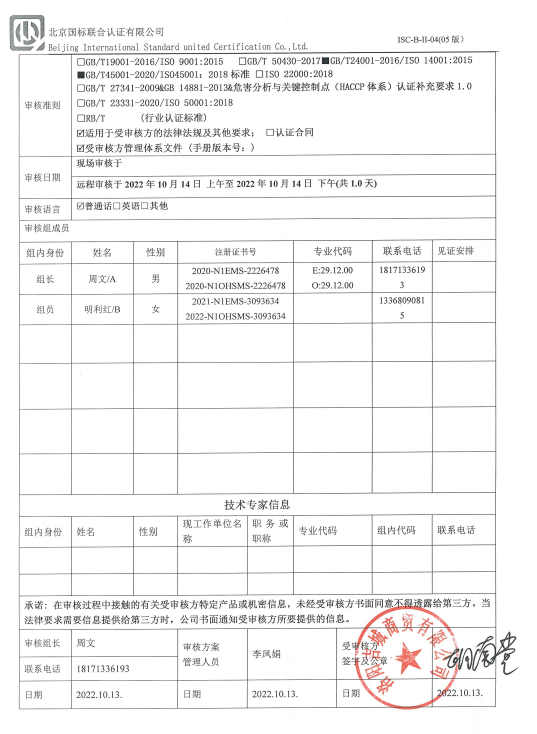 北京国标联合认证有限公司
Beijing International Standard united Certification Co.,Ltd.
ISC-B-II-04(05 版)
审核准则
□GB/T19001-2016/ISO 9001:2015 □GB/T 50430-2017■GB/T24001-2016/ISO 14001:2015
■GB/T45001-2020/ISO45001：2018 标准 □ISO 22000:2018
□GB/T 27341-2009&GB 14881-2013&危害分析与关键控制点（HACCP 体系）认证补充要求 1.0
□GB/T 23331-2020/ISO 50001:2018
□RB/T （行业认证标准）
☑适用于受审核方的法律法规及其他要求； □认证合同
☑受审核方管理体系文件（手册版本号：）
审核日期
现场审核于
远程审核于 2022 年 10 月 14 日 上午至 2022 年 10 月 14 日 下午(共 1.0 天)
审核语言 ☑普通话□英语□其他
审核组成员
组内身份 姓名 性别 注册证书号 专业代码 联系电话 见证安排
组长 周文/A 男 2020-N1EMS-2226478 E:29.12.00 1817133619
2020-N1OHSMS-2226478 O:29.12.00 3
组员 明利红/B 女 2021-N1EMS-3093634 1336809081
2022-N1OHSMS-3093634 5
技术专家信息
组内身份 姓名 性别 现工作单位名 职 务 或 专业代码 组内代码 联系电话
称 职称
承诺：在审核过程中接触的有关受审核方特定产品或机密信息，未经受审核方书面同意不得透露给第三方。当
法律要求需要信息提供给第三方时，公司书面通知受审核方所要提供的信息。
审核组长 周文 审核方案 李凤娟 受审核方
管理人员 签字及公章
联系电话 18171336193
日期 2022.10.13. 日期 2022.10.13. 日期 2022.10.13.
城商贸有限公司